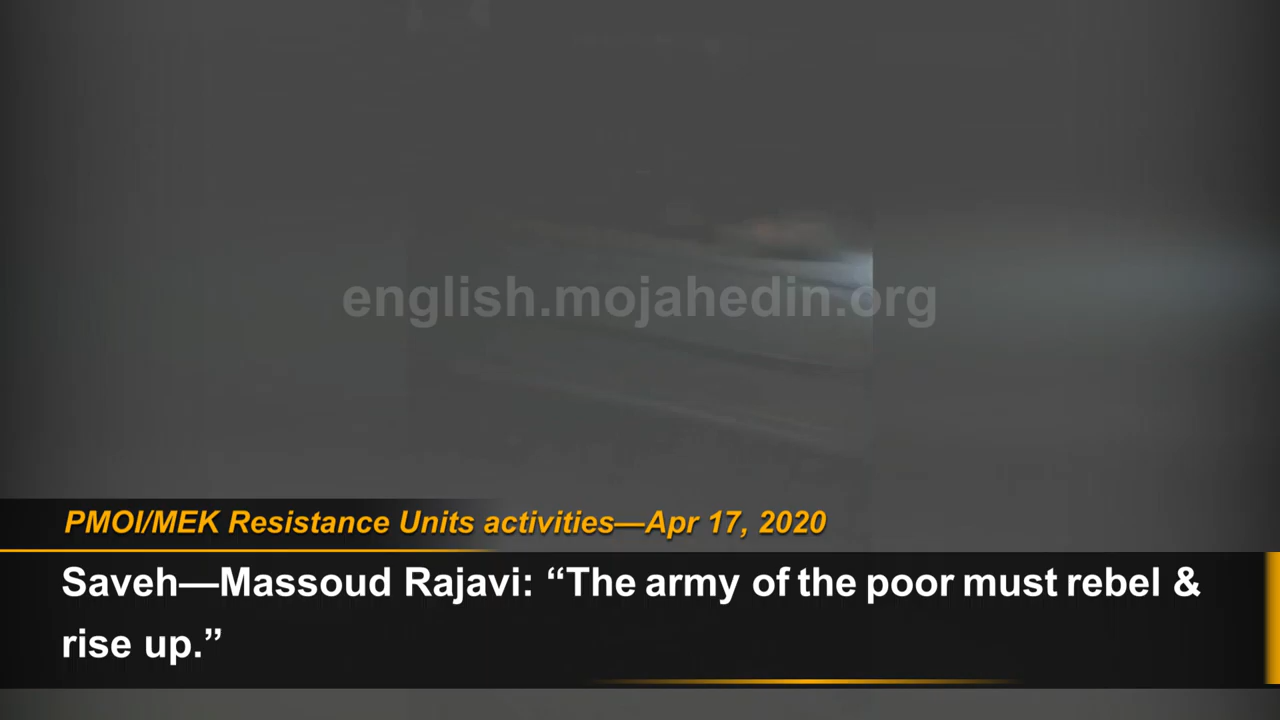 english.mojahedin.org
PMOI/MEK Resistance Units activities—Apr 17, 2020
Saveh—Massoud Rajavi: “The army of the poor must rebel &
rise up.”